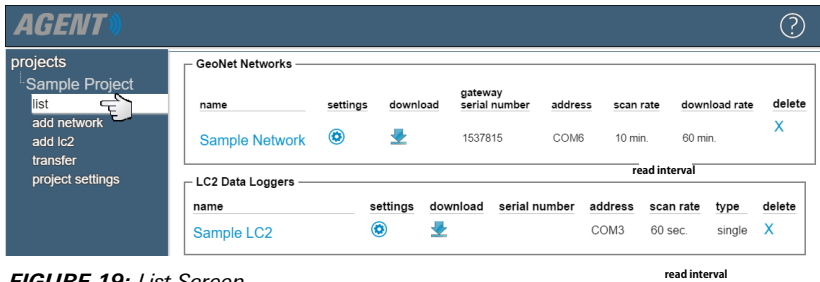 AGENT
?
projects
Sample Project
list
add network
add lc2
transfer
project settings
GeoNet Networks
name settings download gateway serial number address scan rate download rate delete
Sample Network 1537815 COM6 10 min. 60 min. X
read interval
LC2 Data Loggers
name settings download serial number address scan rate type delete
Sample LC2 COM3 60 sec. single X
read interval
FIGURE 19: List Screen